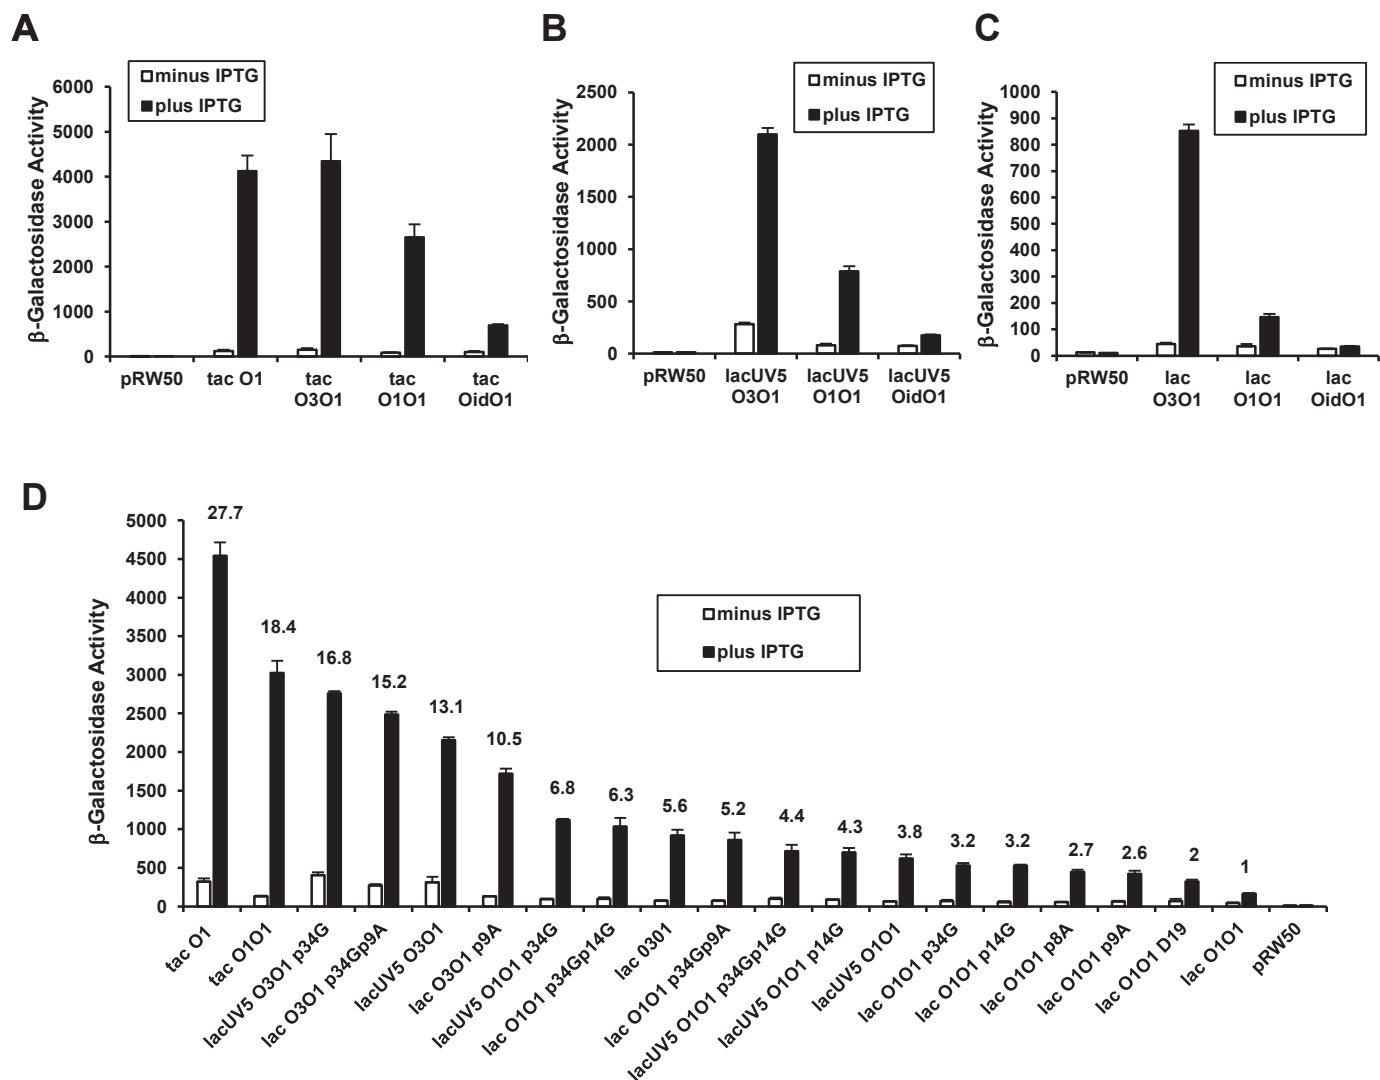 A
minus IPTG
plus IPTG
β-Galactosidase Activity
6000
5000
4000
3000
2000
1000
0
pRW50
tac O1
tac
O3O1
tac
O1O1
tac
OidO1
B
minus IPTG
plus IPTG
β-Galactosidase Activity
2500
2000
1500
1000
500
0
pRW50
lacUV5
O3O1
lacUV5
O1O1
lacUV5
OidO1
C
minus IPTG
plus IPTG
β-Galactosidase Activity
1000
900
800
700
600
500
400
300
200
100
0
pRW50
lac
O3O1
lac
O1O1
lac
OidO1
D
minus IPTG
plus IPTG
β-Galactosidase Activity
5000
4500
4000
3500
3000
2500
2000
1500
1000
500
0
27.7
18.4
16.8
15.2
13.1
10.5
6.8
6.3
5.6
5.2
4.4
4.3
3.8
3.2
3.2
2.7
2.6
2
1
tac O1
tac O1O1
lacUV5 O3O1 p34G
lac O3O1 p34Gp9A
lacUV5 O3O1
lac O3O1 p9A
lacUV5 O1O1 p34G
lac O1O1 p34Gp14G
lac 0301
lac O1O1 p34Gp9A
lacUV5 O1O1 p34Gp14G
lacUV5 O1O1 p14G
lacUV5 O1O1
lac O1O1 p34G
lac O1O1 p14G
lac O1O1 p8A
lac O1O1 p9A
lac O1O1 D19
lac O1O1
pRW50